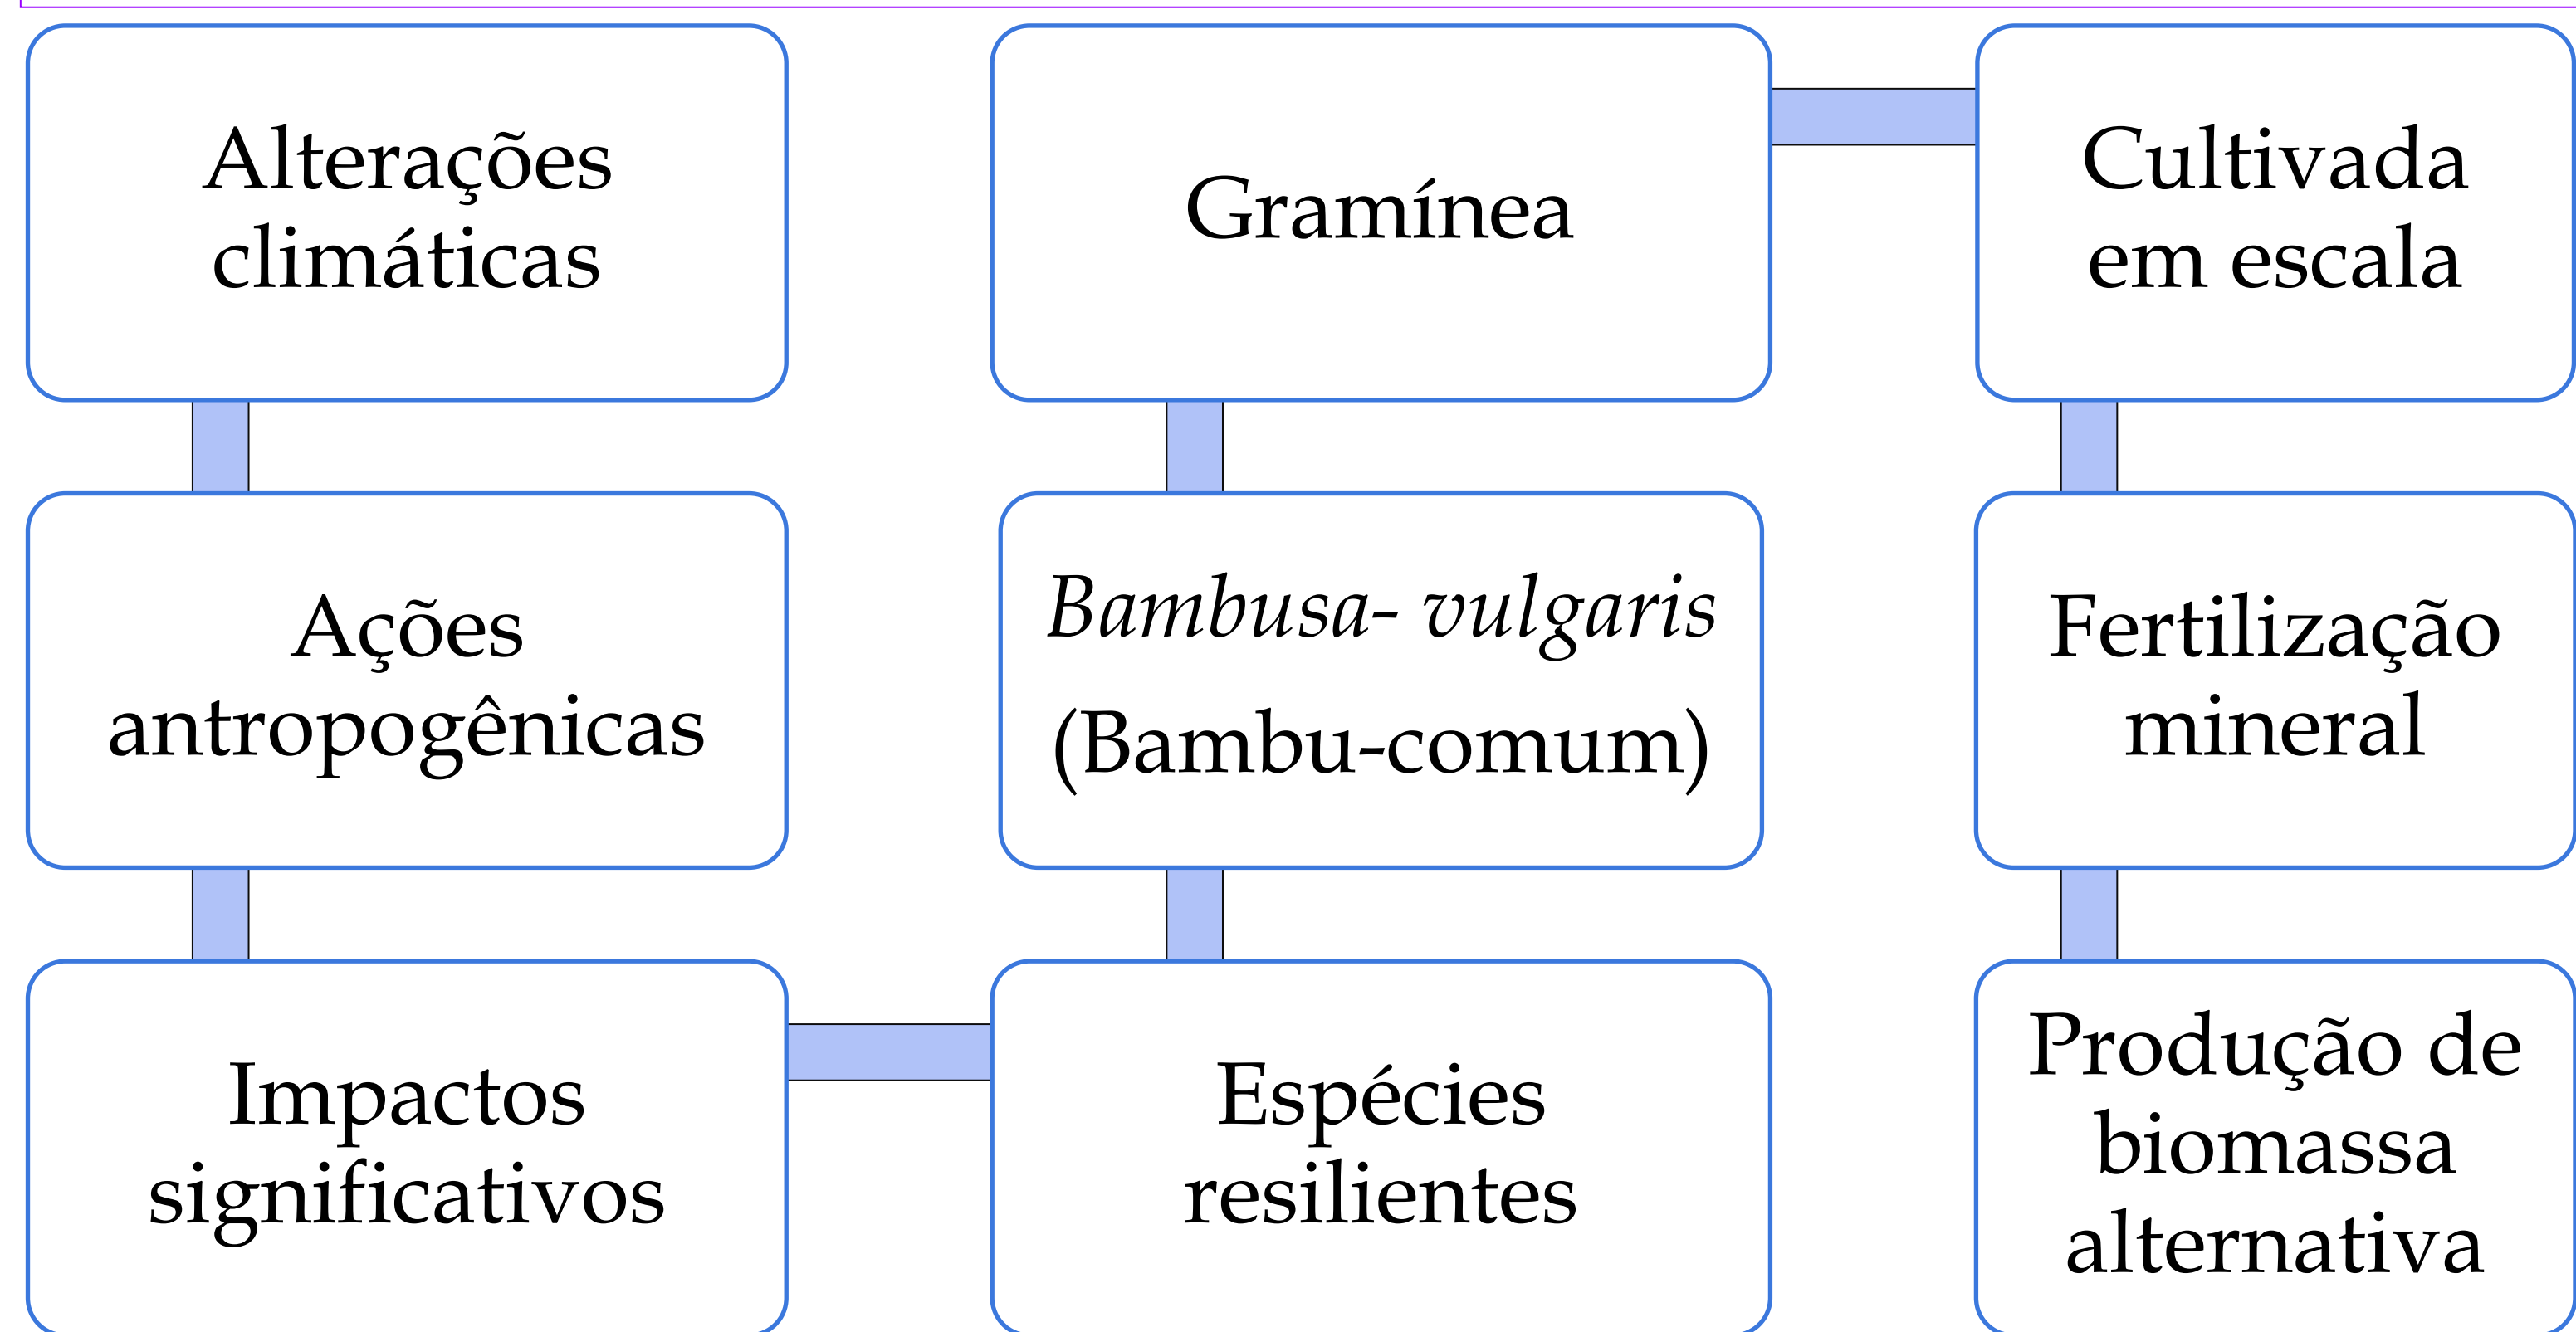 Alterações
climáticas
Ações
antropogênicas
Impactos
significativos
Espécies
resilientes
Bambusa- vulgaris
(Bambu-comum)
Gramínea
Cultivada
em escala
Fertilização
mineral
Produção de
biomassa
alternativa